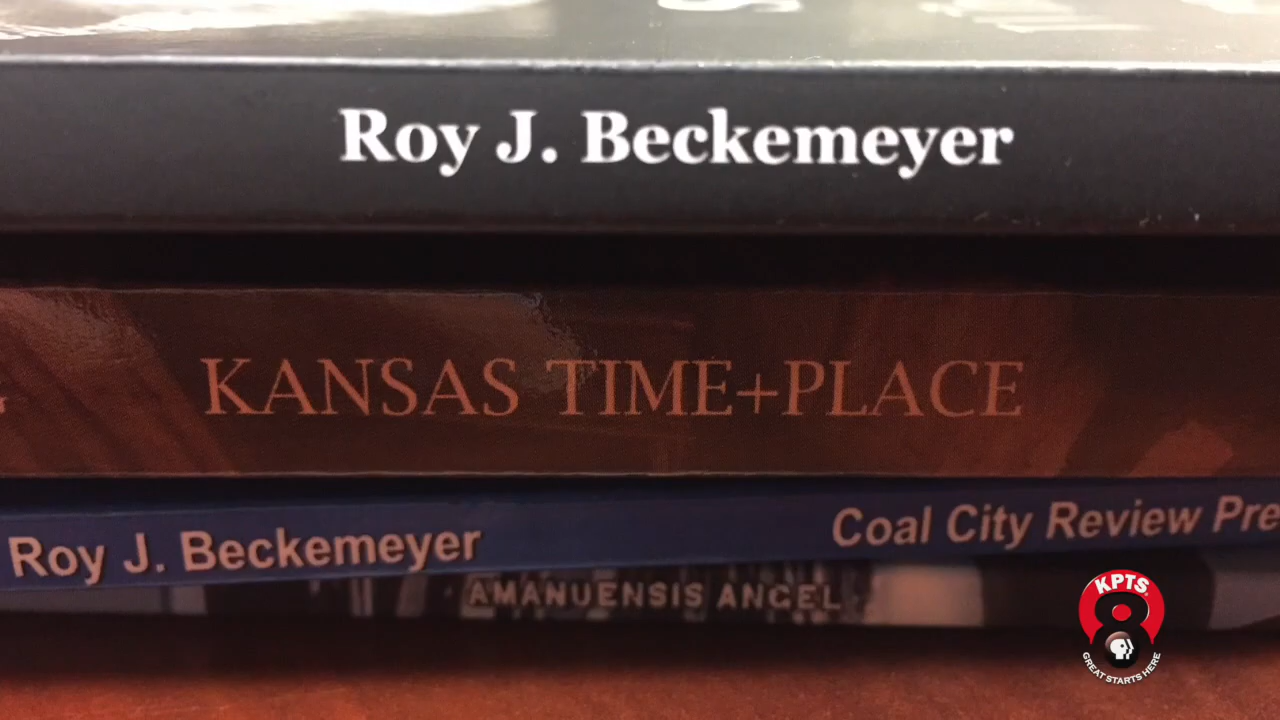 Roy J. Beckemeyer
KANSAS TIME+PLACE
Roy J. Beckemeyer Coal City Review Pre
AMANUENSIS ANGEL
KPTS
8
GREAT STARTS HERE